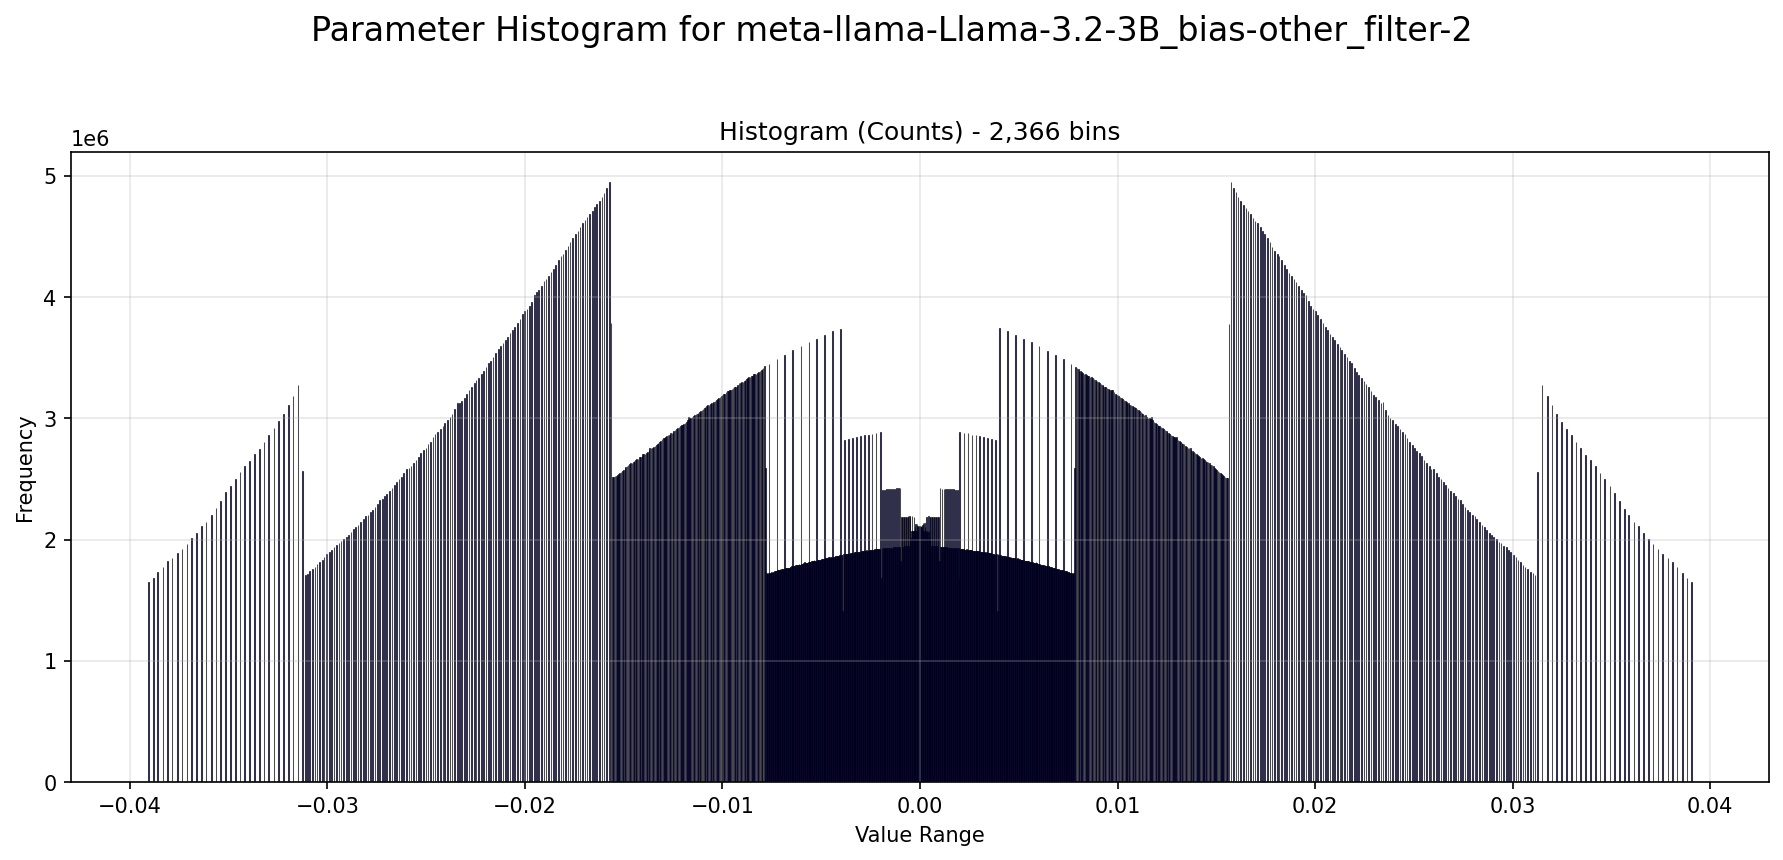 Parameter Histogram for meta-llama-Llama-3.2-3B_bias-other_filter-2
Histogram (Counts) - 2,366 bins
1e6
5
4
3
2
1
0
Frequency
−0.04 −0.03 −0.02 −0.01 0.00 0.01 0.02 0.03 0.04
Value Range